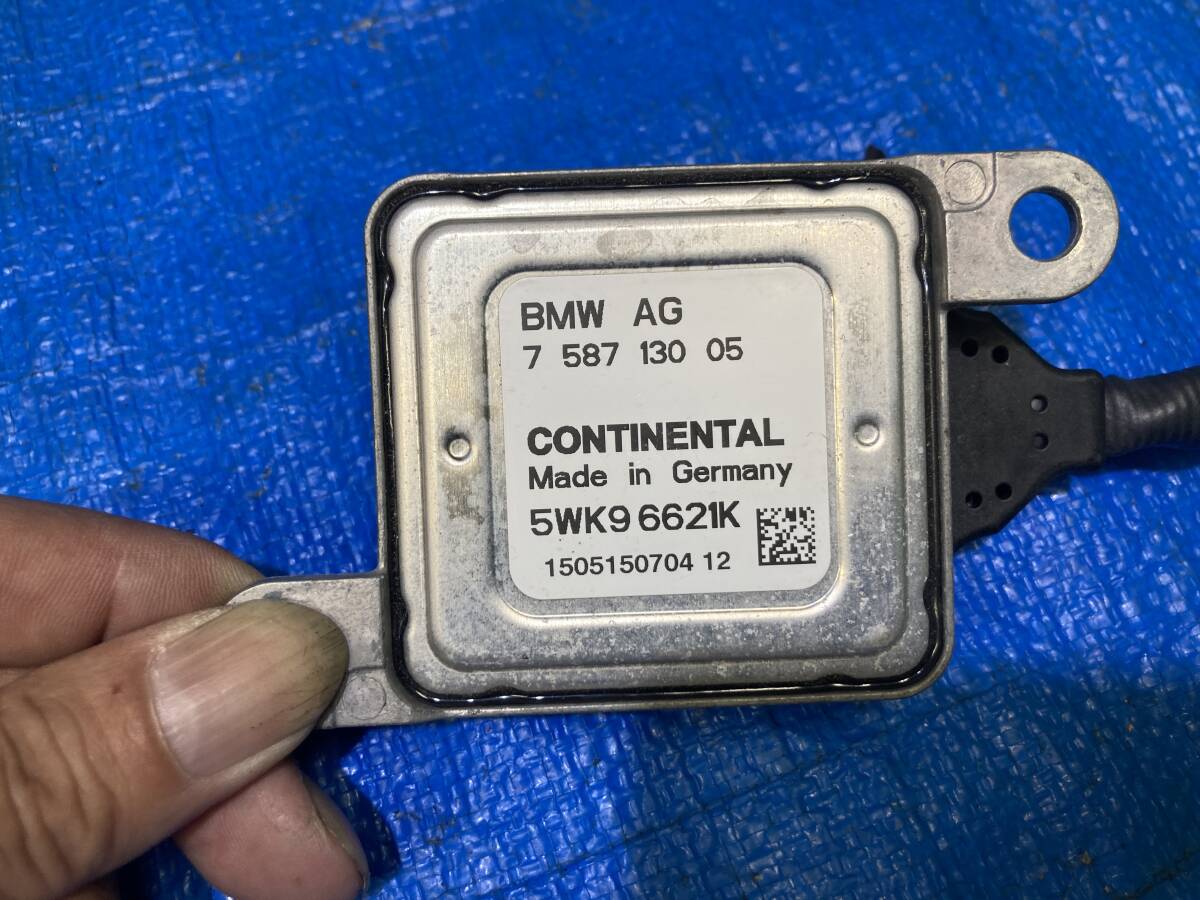 BMW AG
7 587 130 05
CONTINENTAL
Made in Germany
5WK9 6621K
1505150704 12